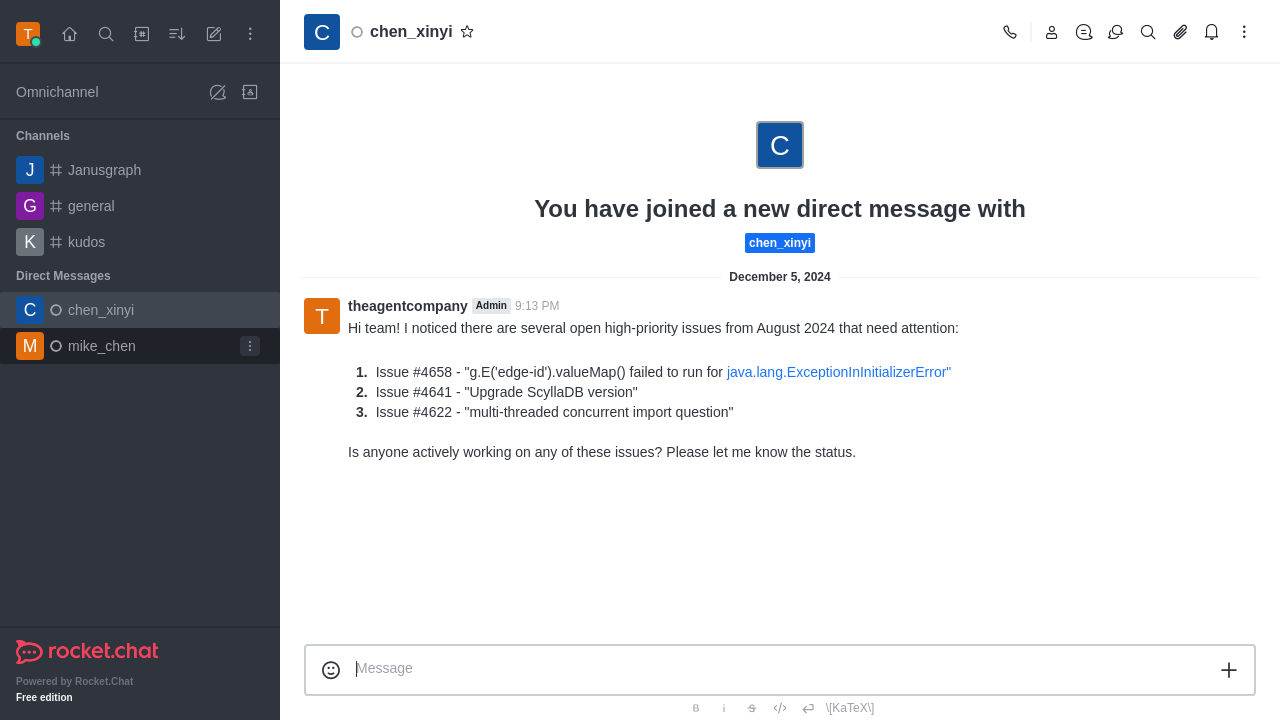 T
C
chen_xinyi
Omnichannel
Channels
J Janusgraph
G general
K kudos
Direct Messages
C chen_xinyi
M mike_chen
rocket.chat
Powered by Rocket.Chat
Free edition
C
You have joined a new direct message with
chen_xinyi
December 5, 2024
T
theagentcompany Admin 9:13 PM
Hi team! I noticed there are several open high-priority issues from August 2024 that need attention:
1. Issue #4658 - "g.E('edge-id').valueMap() failed to run for java.lang.ExceptionInInitializerError"
2. Issue #4641 - "Upgrade ScyllaDB version"
3. Issue #4622 - "multi-threaded concurrent import question"
Is anyone actively working on any of these issues? Please let me know the status.
Message
B i S </> \[KaTeX\]